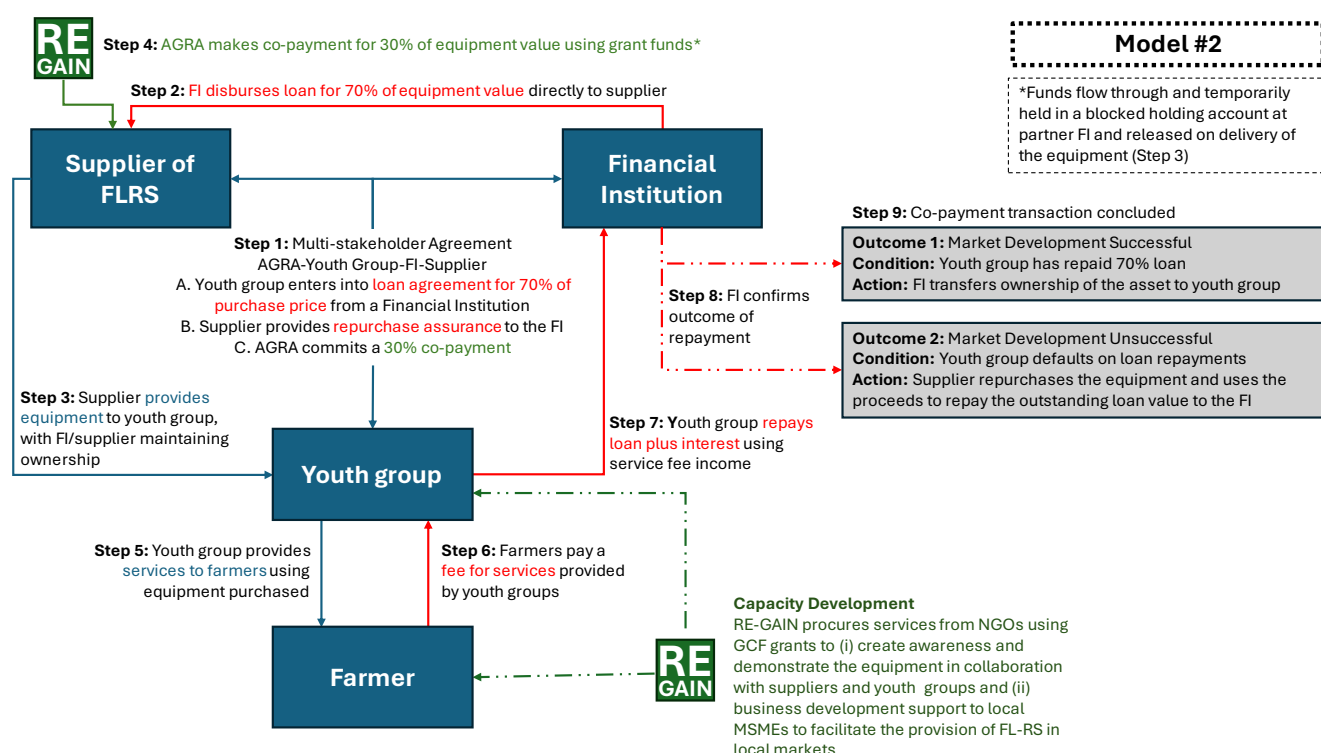 RE
GAIN
Step 4: AGRA makes co-payment for 30% of equipment value using grant funds*
Model #2
Step 2: FI disburses loan for 70% of equipment value directly to supplier
*Funds flow through and temporarily
held in a blocked holding account at
partner FI and released on delivery of
the equipment (Step 3)
Supplier of
FLRS
Financial
Institution
Step 1: Multi-stakeholder Agreement
AGRA-Youth Group-FI-Supplier
A. Youth group enters into loan agreement for 70% of
purchase price from a Financial Institution
B. Supplier provides repurchase assurance to the FI
C. AGRA commits a 30% co-payment
Step 9: Co-payment transaction concluded
Outcome 1: Market Development Successful
Condition: Youth group has repaid 70% loan
Action: FI transfers ownership of the asset to youth group
Step 8: FI confirms
outcome of
repayment
Outcome 2: Market Development Unsuccessful
Condition: Youth group defaults on loan repayments
Action: Supplier repurchases the equipment and uses the
proceeds to repay the outstanding loan value to the FI
Step 3: Supplier provides
equipment to youth group,
with FI/supplier maintaining
ownership
Step 7: Youth group repays
loan plus interest using
service fee income
Youth group
Step 5: Youth group provides
services to farmers using
equipment purchased
Step 6: Farmers pay a
fee for services provided
by youth groups
Farmer
RE
GAIN
Capacity Development
RE-GAIN procures services from NGOs using
GCF grants to (i) create awareness and
demonstrate the equipment in collaboration
with suppliers and youth groups and (ii)
business development support to local
MSMEs to facilitate the provision of FL-RS in
local markets